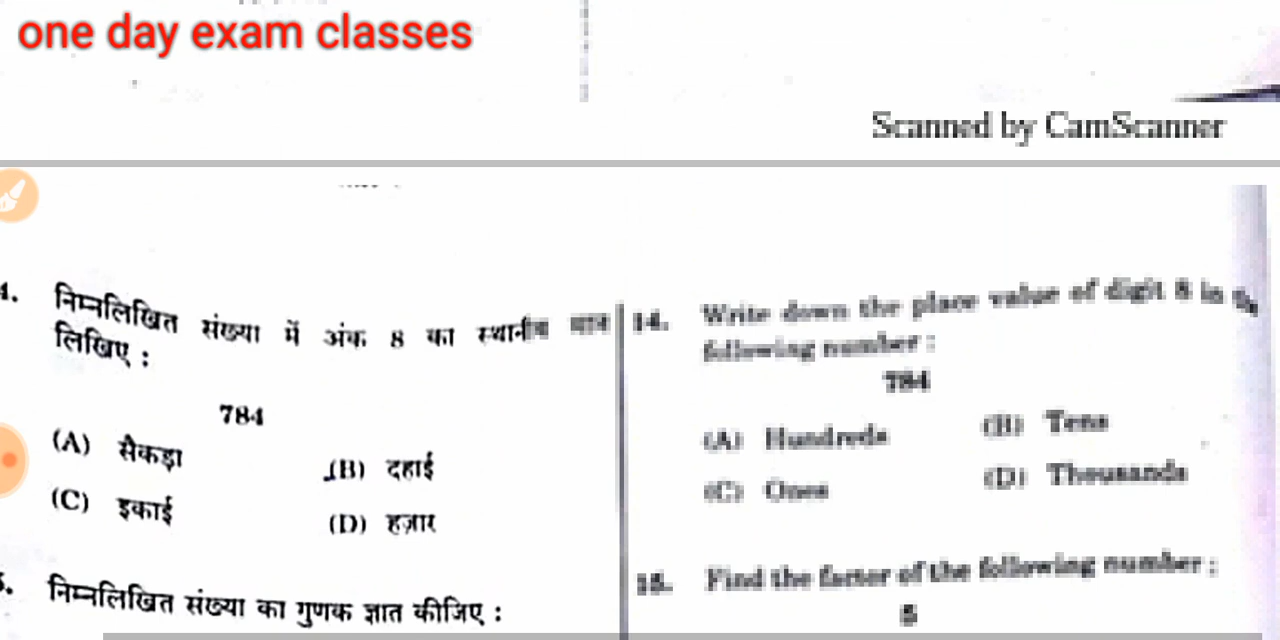 one day exam classes
Scanned by CamScanner
निम्नलिखित संख्या में अंक 8 का स्थानीय मान
लिखिए :
784
(A) सैकड़ा
(B) दहाई
(C) इकाई
(D) हज़ार
निम्नलिखित संख्या का गुणक ज्ञात कीजिए :
14. Write down the place value of digit 8 in
following number :
784
(A) Hundreds
(B) Tens
(C) Ones
(D) Thousands
15. Find the factor of the following number :
5